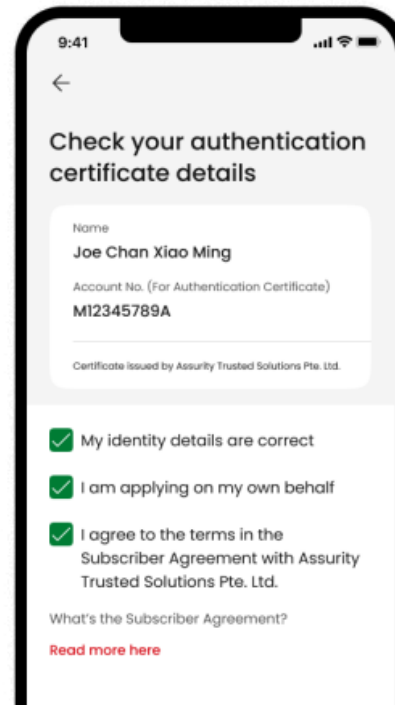 9:41
Check your authentication
certificate details
Name
Joe Chan Xiao Ming
Account No. (For Authentication Certificate)
M12345789A
Certificate issued by Assurity Trusted Solutions Pte. Ltd.
My identity details are correct
I am applying on my own behalf
I agree to the terms in the
Subscriber Agreement with Assurity
Trusted Solutions Pte. Ltd.
What's the Subscriber Agreement?
Read more here